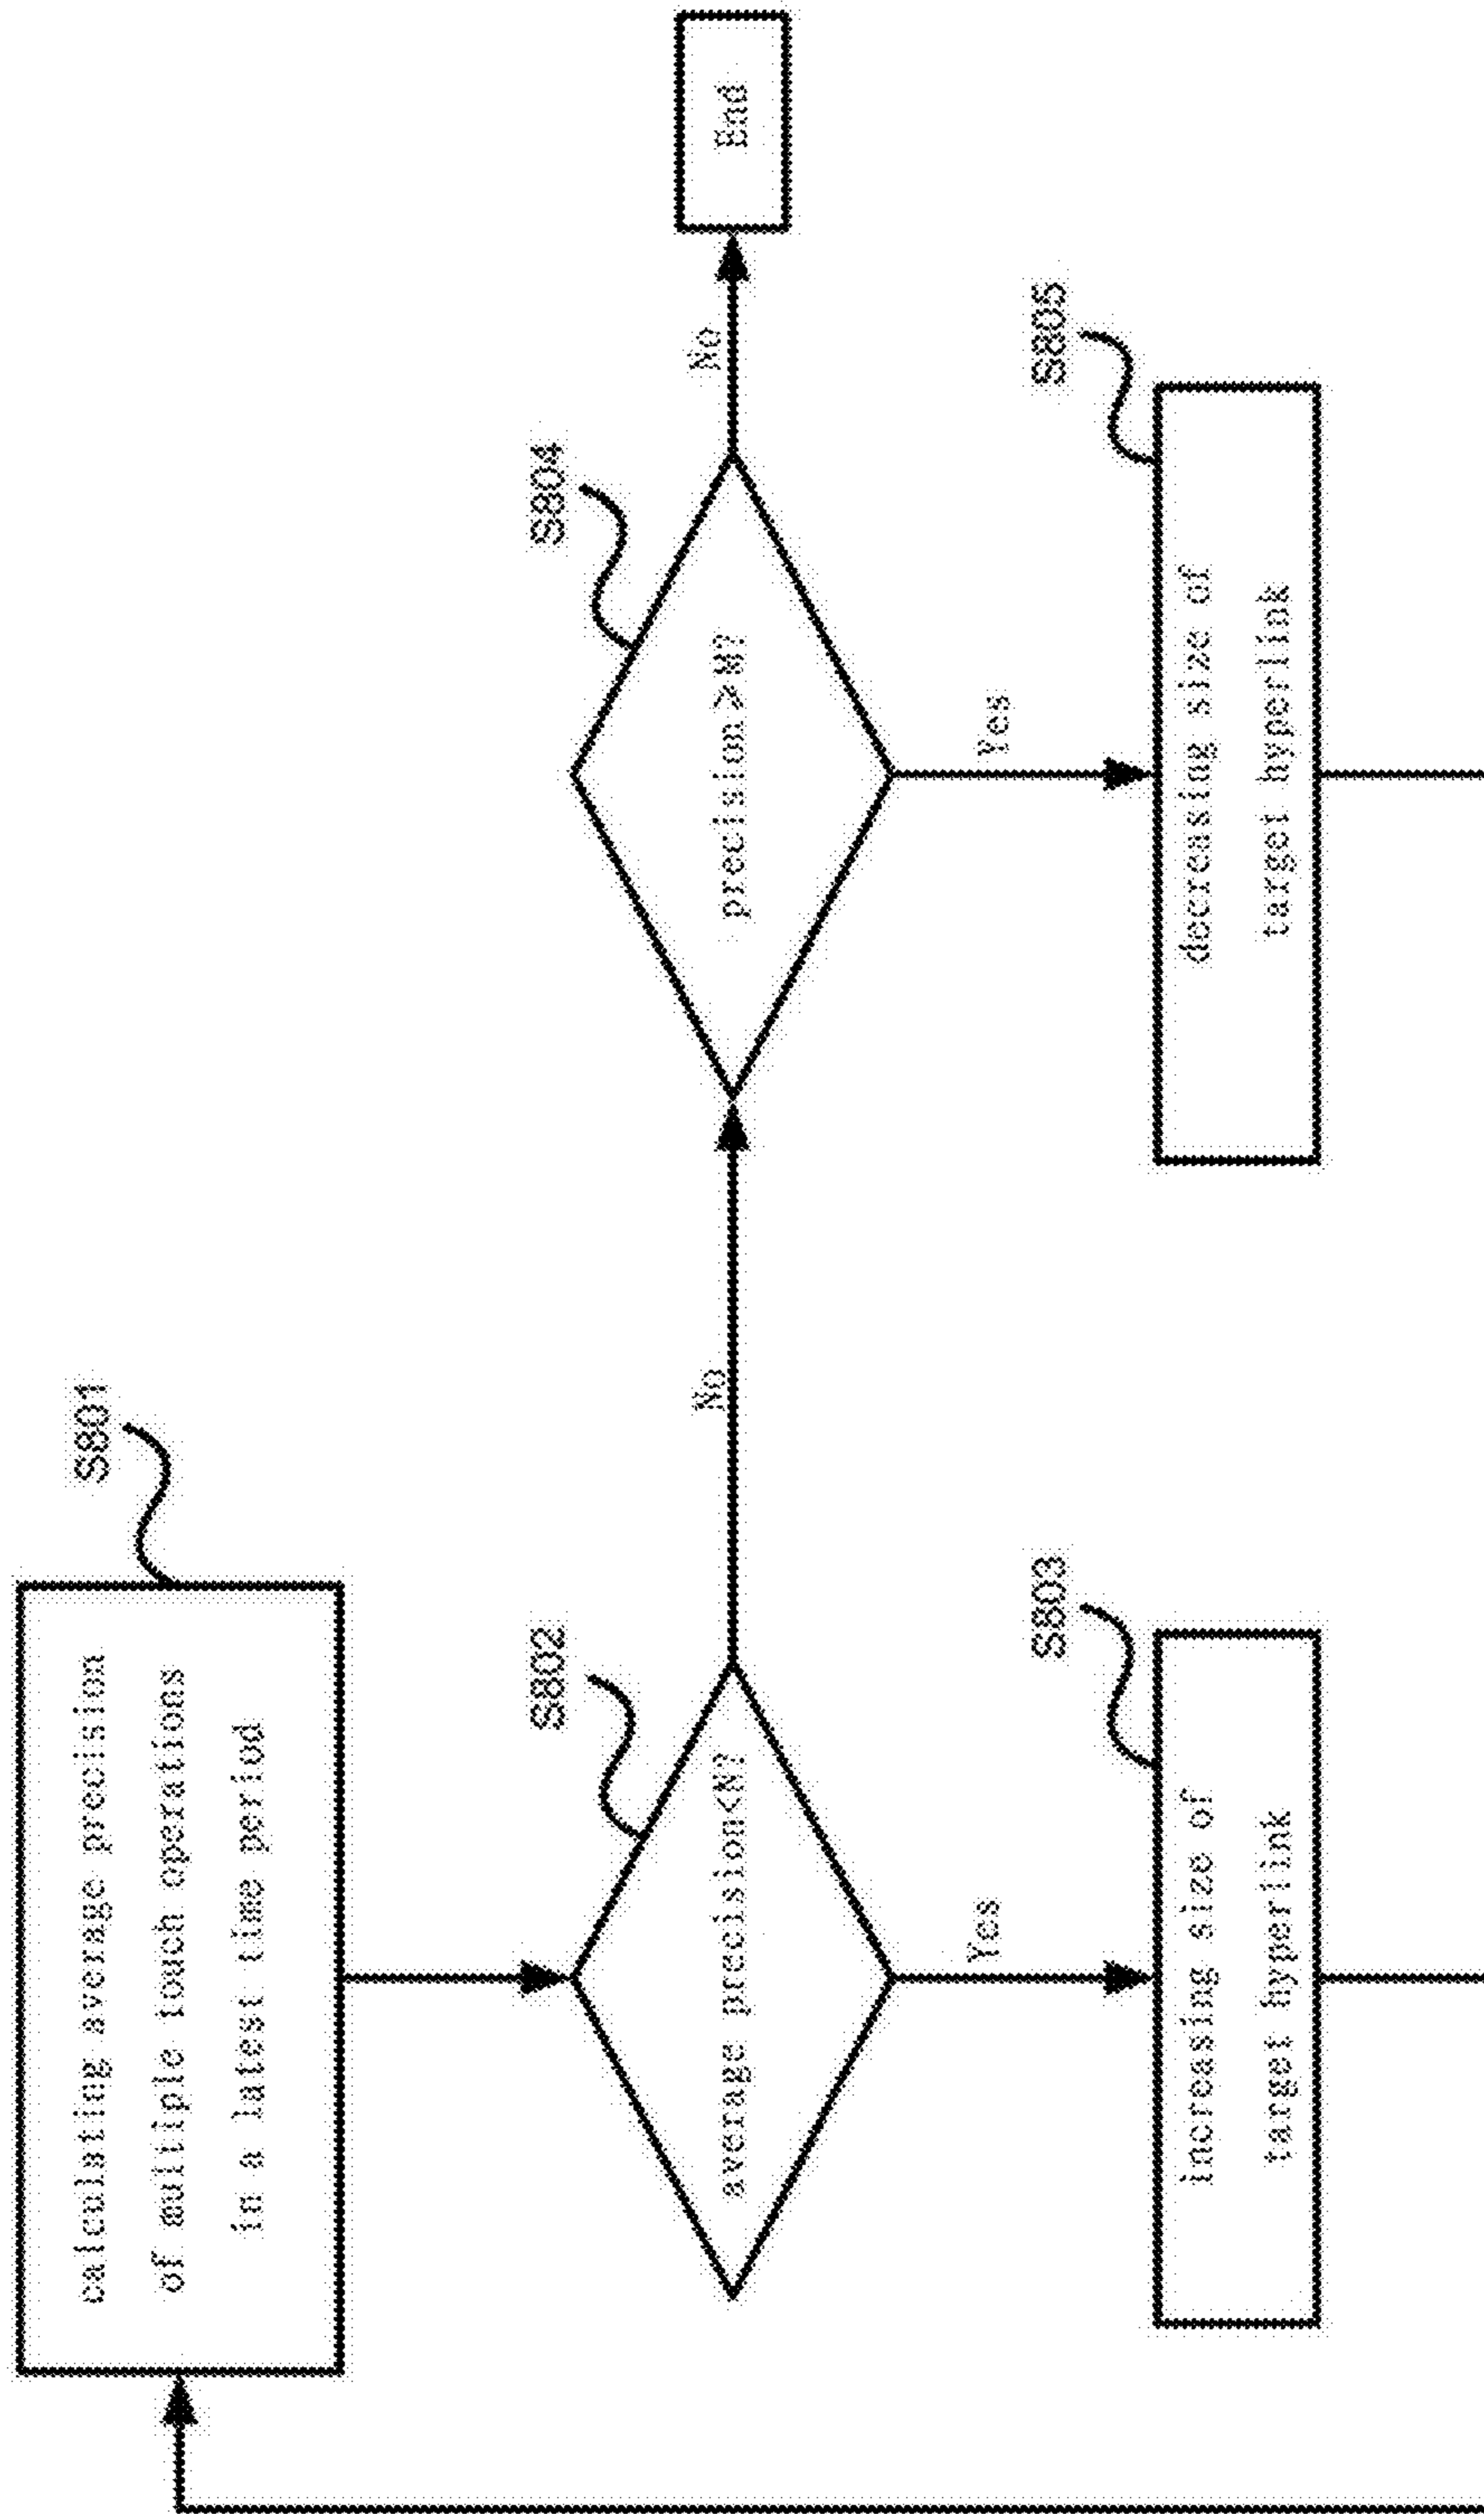 calculating average precision
of multiple touch operations
in a latest time period
S801
average precision<N?
S802
Yes
No
increasing size of
target hyperlink
S803
precision>M?
S804
No
End
Yes
decreasing size of
target hyperlink
S805